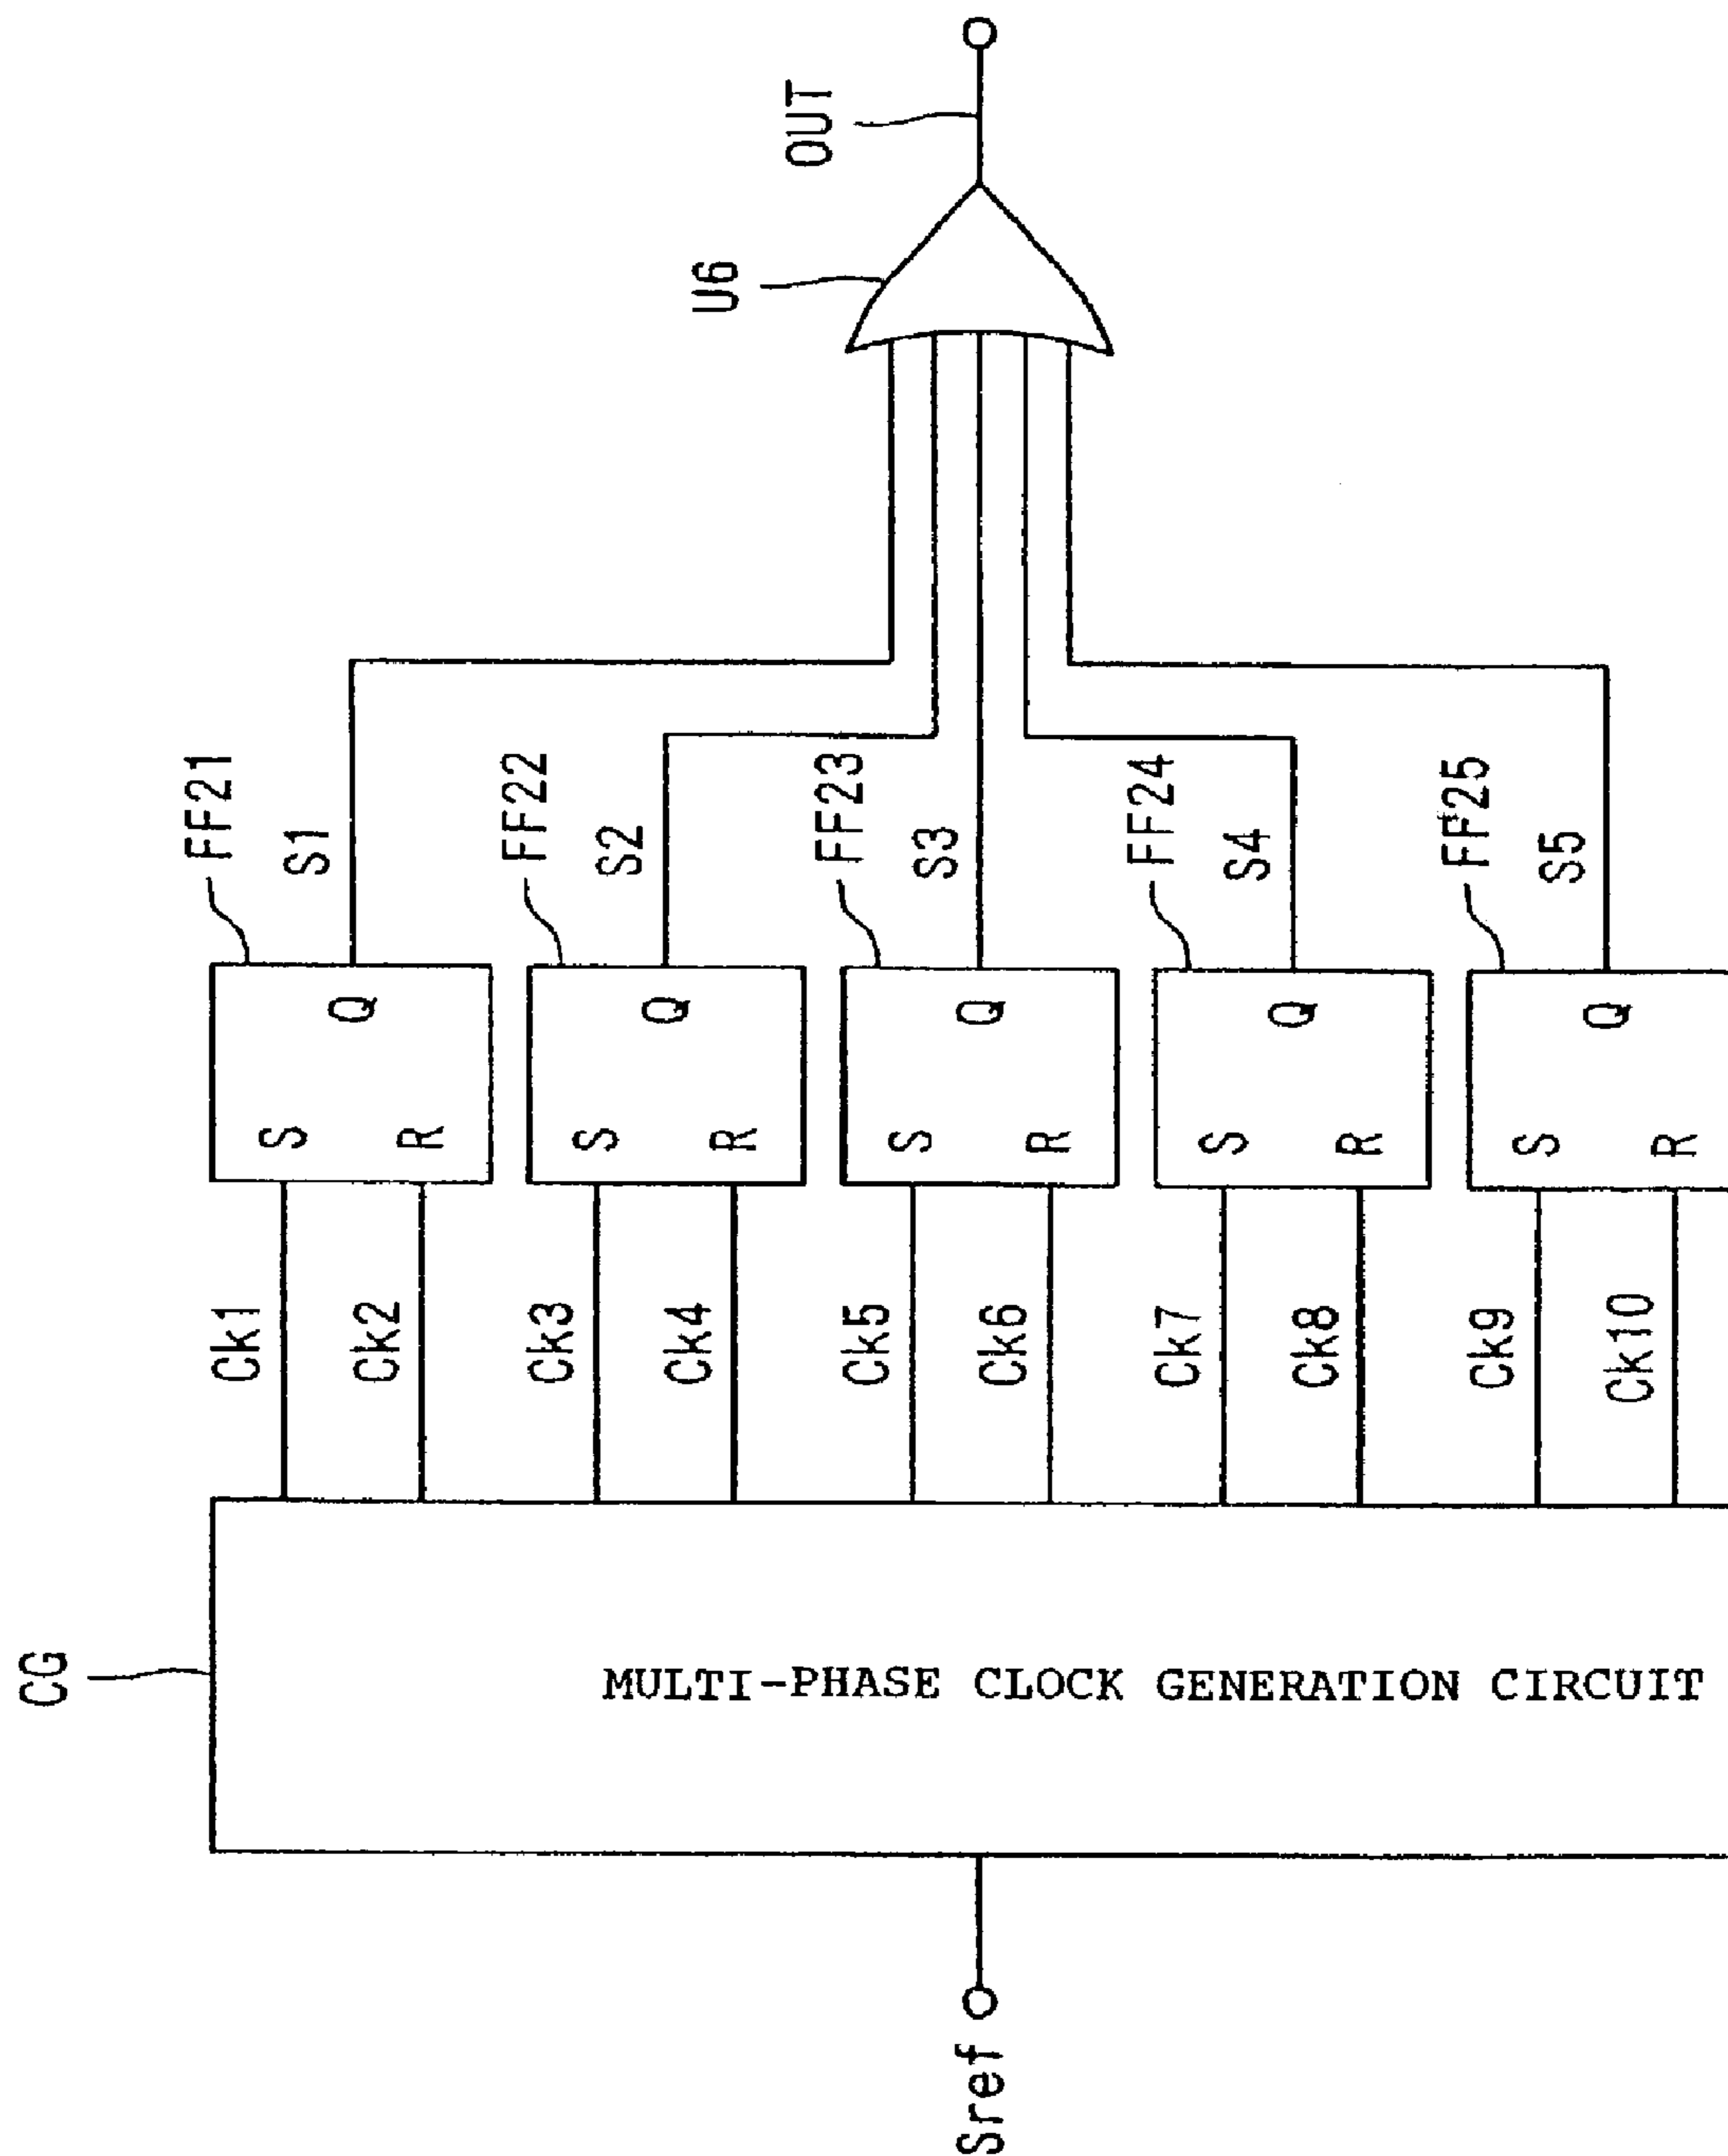 CG
MULTI-PHASE CLOCK GENERATION CIRCUIT
Sref
Ck1
Ck2
Ck3
Ck4
Ck5
Ck6
Ck7
Ck8
Ck9
Ck10
FF21
S
R
Q
S1
FF22
S
R
Q
S2
FF23
S
R
Q
S3
FF24
S
R
Q
S4
FF25
S
R
Q
S5
U6
OUT